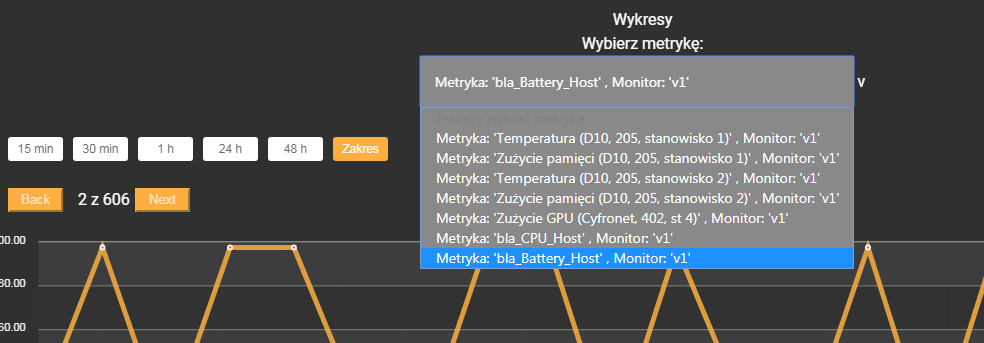 Wykresy
Wybierz metrykę:
Metryka: 'bla_Battery_Host' , Monitor: 'v1'
v
Proszę wybrać metrykę
Metryka: 'Temperatura (D10, 205, stanowisko 1)' , Monitor: 'v1'
Metryka: 'Zużycie pamięci (D10, 205, stanowisko 1)' , Monitor: 'v1'
Metryka: 'Temperatura (D10, 205, stanowisko 2)' , Monitor: 'v1'
Metryka: 'Zużycie pamięci (D10, 205, stanowisko 2)' , Monitor: 'v1'
Metryka: 'Zużycie GPU (Cyfronet, 402, st 4)' , Monitor: 'v1'
Metryka: 'bla_CPU_Host' , Monitor: 'v1'
Metryka: 'bla_Battery_Host' , Monitor: 'v1'
15 min 30 min 1 h 24 h 48 h Zakres
Back 2 z 606 Next
00.00
80.00
60.00